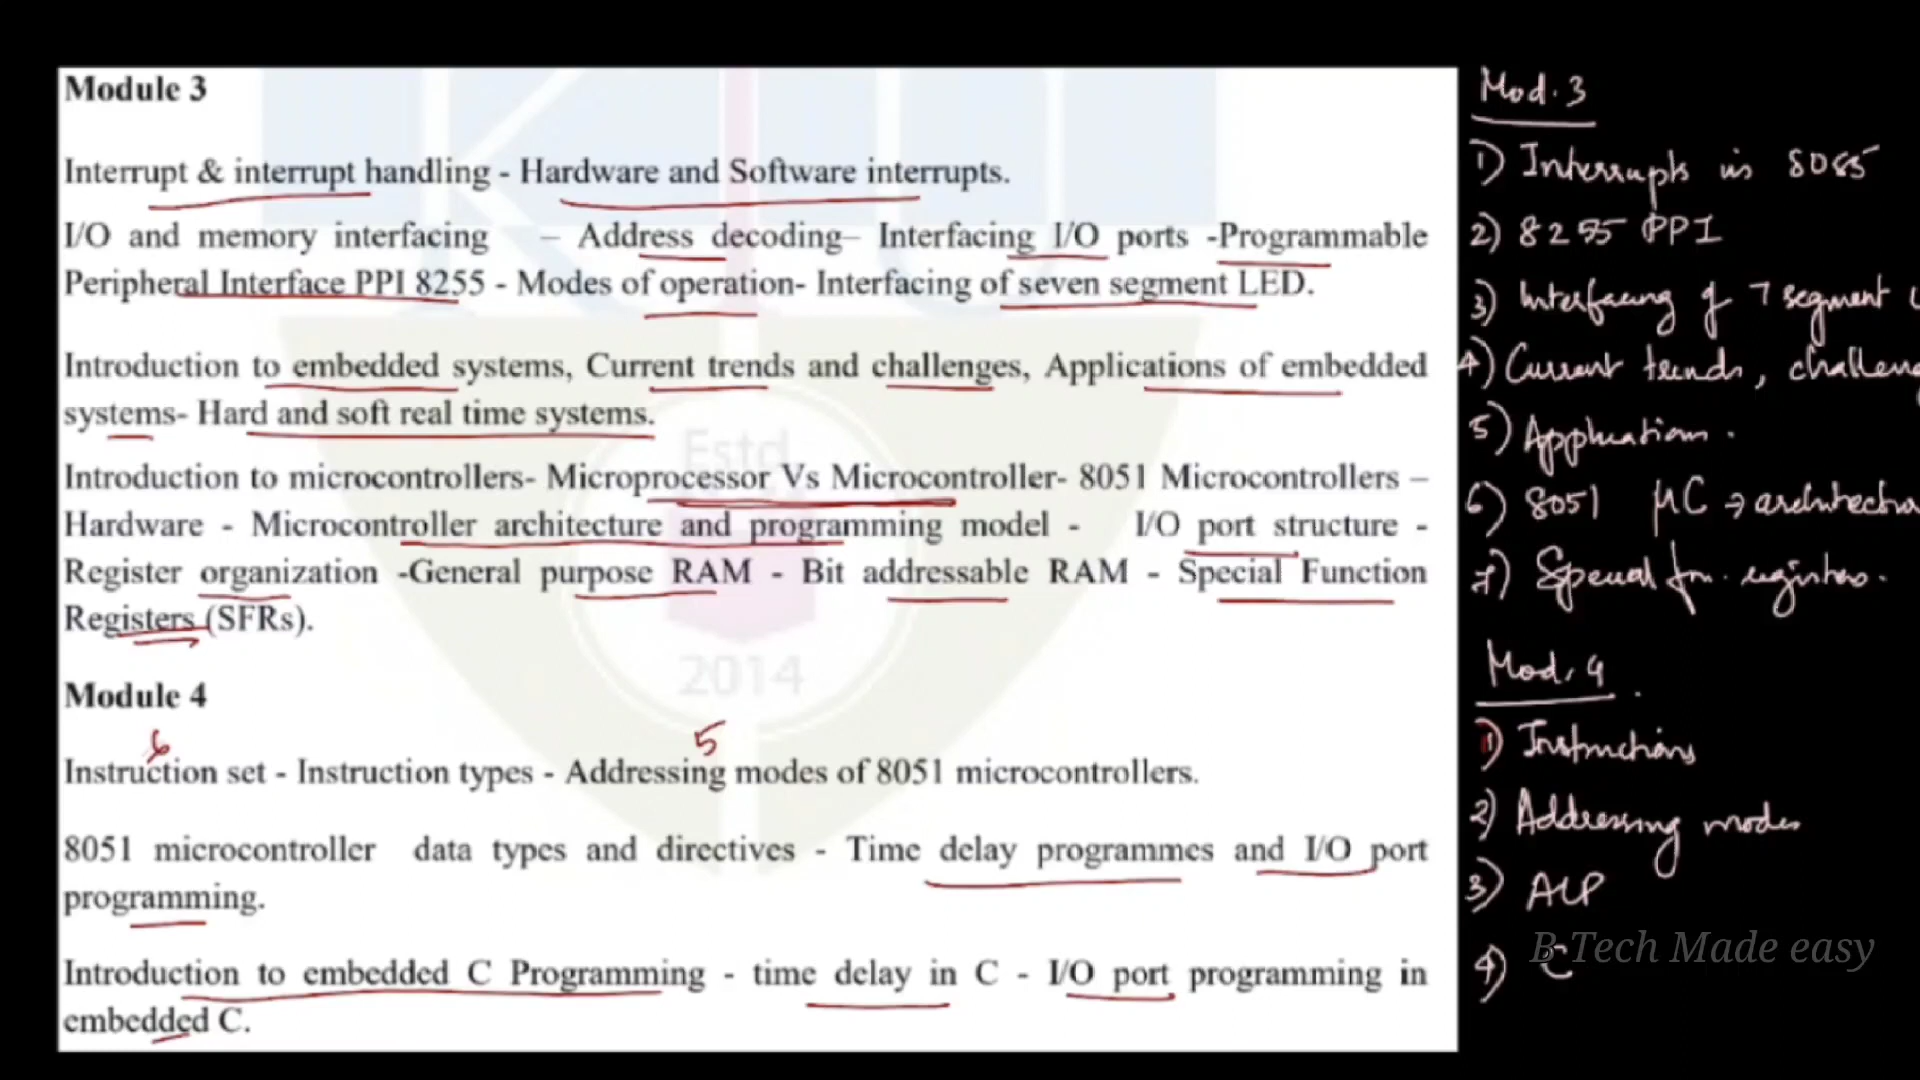 Module 3
Interrupt & interrupt handling - Hardware and Software interrupts.
I/O and memory interfacing – Address decoding– Interfacing I/O ports -Programmable
Peripheral Interface PPI 8255 - Modes of operation- Interfacing of seven segment LED.
Introduction to embedded systems, Current trends and challenges, Applications of embedded
systems- Hard and soft real time systems.
Introduction to microcontrollers- Microprocessor Vs Microcontroller- 8051 Microcontrollers –
Hardware - Microcontroller architecture and programming model - I/O port structure -
Register organization -General purpose RAM - Bit addressable RAM - Special Function
Registers (SFRs).
Estd.
2014
Module 4
6 5
Instruction set - Instruction types - Addressing modes of 8051 microcontrollers.
8051 microcontroller data types and directives - Time delay programmes and I/O port
programming.
Introduction to embedded C Programming - time delay in C - I/O port programming in
embedded C.
Mod. 3
1) Interrupts in 8085
2) 8255 PPI
3) Interfacing of 7 segment
4) Current trends, challeng
5) Applications.
6) 8051 μC → architectur
7) Special fn. registers.
Mod. 4
1) Instructions
2) Addressing modes
3) ALP
4) C
B Tech Made easy